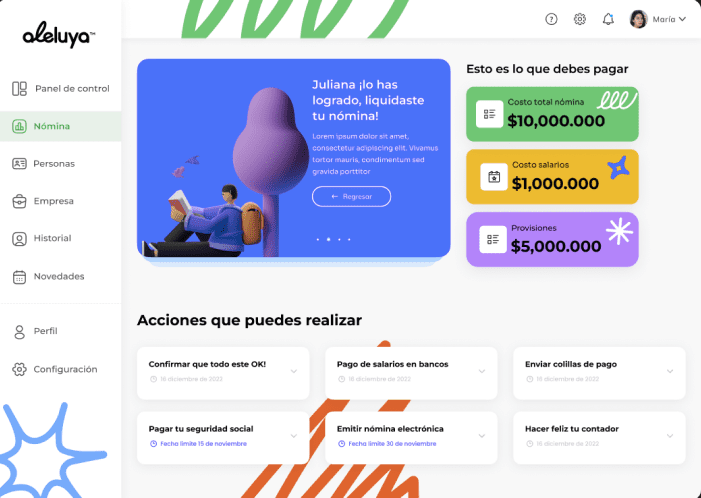 aleluya™
María
Panel de control
Nómina
Personas
Empresa
Historial
Novedades
Perfil
Configuración
Juliana ¡lo has
logrado, liquidaste
tu nómina!
Lorem ipsum dolor sit amet,
consectetur adipiscing elit. Vivamus
tortor mauris, condimentum sed
gravida porttitor
← Regresar
Esto es lo que debes pagar
Costo total nómina
$10,000.000
Costo salarios
$1,000.000
Provisiones
$5,000.000
Acciones que puedes realizar
Confirmar que todo este OK!
16 diciembre de 2022
Pago de salarios en bancos
16 diciembre de 2022
Enviar colillas de pago
16 diciembre de 2022
Pagar tu seguridad social
Fecha limite 15 de noviembre
Emitir nómina electrónica
Fecha limite 30 de noviembre
Hacer feliz tu contador
16 diciembre de 2022